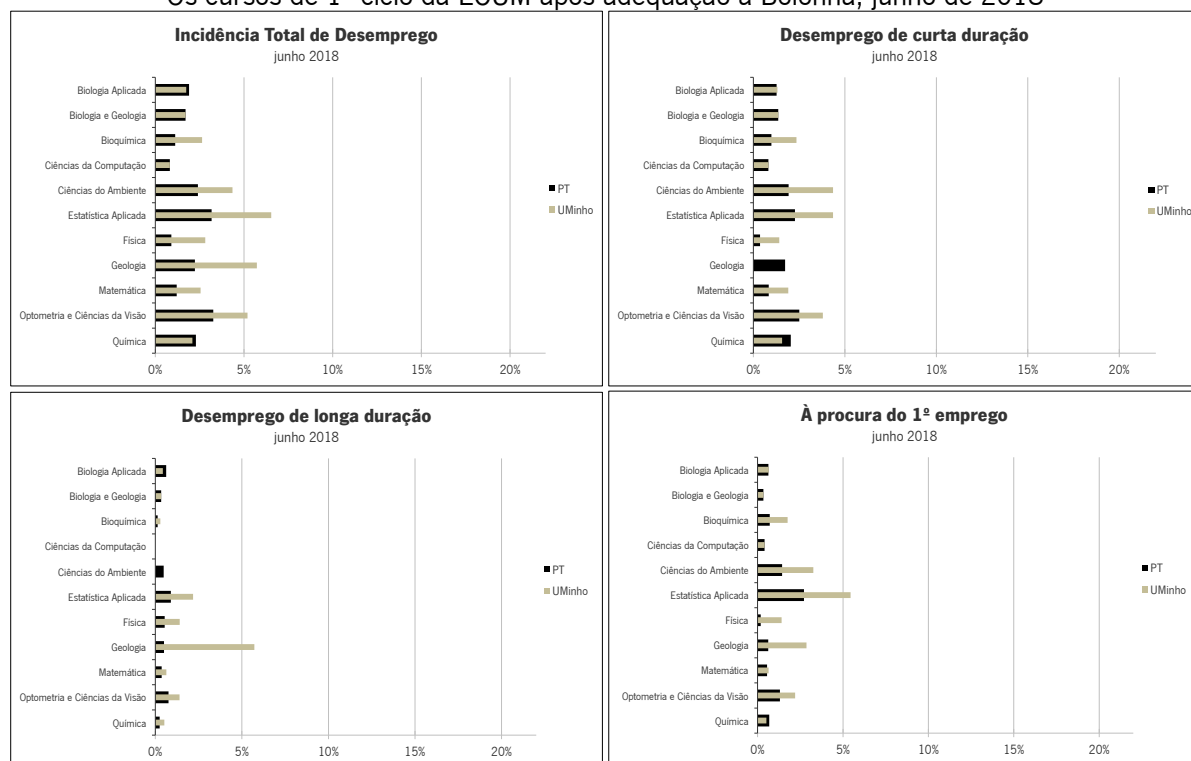 Os cursos de 1º ciclo da ECUM após adequação a Bolonha, junho de 2018
Incidência Total de Desemprego
junho 2018
Biologia Aplicada
Biologia e Geologia
Bioquímica
Ciências da Computação
Ciências do Ambiente
Estatística Aplicada
Física
Geologia
Matemática
Optometria e Ciências da Visão
Química
0% 5% 10% 15% 20%
PT
UMinho
Desemprego de curta duração
junho 2018
Biologia Aplicada
Biologia e Geologia
Bioquímica
Ciências da Computação
Ciências do Ambiente
Estatística Aplicada
Física
Geologia
Matemática
Optometria e Ciências da Visão
Química
0% 5% 10% 15% 20%
PT
UMinho
Desemprego de longa duração
junho 2018
Biologia Aplicada
Biologia e Geologia
Bioquímica
Ciências da Computação
Ciências do Ambiente
Estatística Aplicada
Física
Geologia
Matemática
Optometria e Ciências da Visão
Química
0% 5% 10% 15% 20%
PT
UMinho
À procura do 1º emprego
junho 2018
Biologia Aplicada
Biologia e Geologia
Bioquímica
Ciências da Computação
Ciências do Ambiente
Estatística Aplicada
Física
Geologia
Matemática
Optometria e Ciências da Visão
Química
0% 5% 10% 15% 20%
PT
UMinho